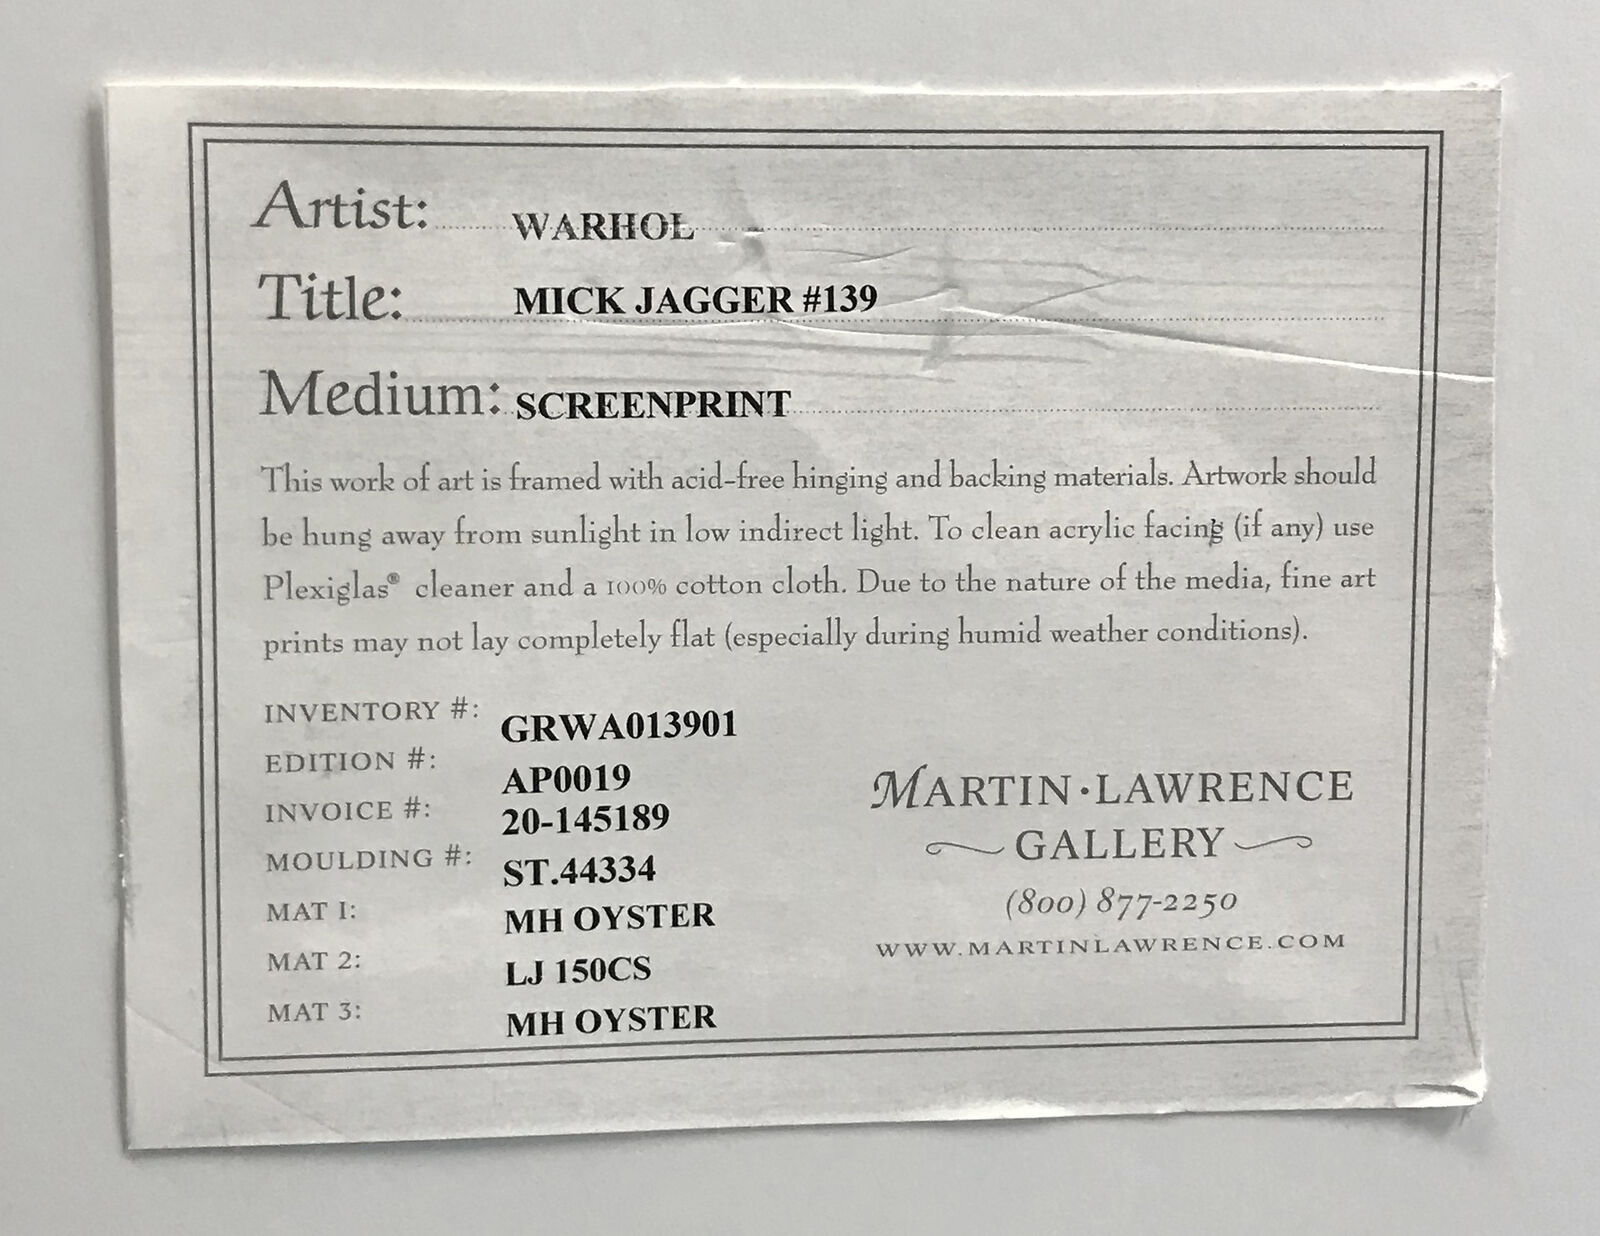 Artist: WARHOL
Title: MICK JAGGER #139
Medium: SCREENPRINT
This work of art is framed with acid-free hinging and backing materials. Artwork should
be hung away from sunlight in low indirect light. To clean acrylic facing (if any) use
Plexiglas® cleaner and a 100% cotton cloth. Due to the nature of the media, fine art
prints may not lay completely flat (especially during humid weather conditions).
INVENTORY #: GRWA013901
EDITION #: AP0019
INVOICE #: 20-145189
MOULDING #: ST.44334
MAT 1: MH OYSTER
MAT 2: LJ 150CS
MAT 3: MH OYSTER
MARTIN·LAWRENCE
GALLERY
(800) 877-2250
WWW.MARTINLAWRENCE.COM